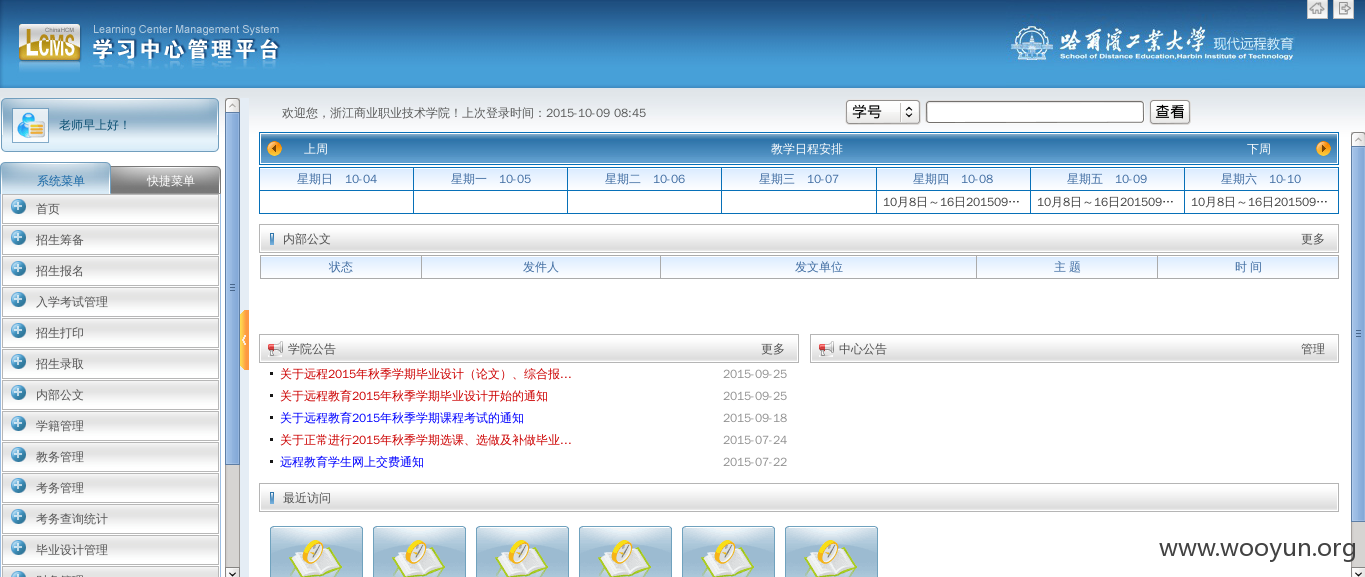 ChinaHCM
LCMS
Learning Center Management System
学习中心管理平台
哈尔滨工业大学 现代远程教育
School of Distance Education,Harbin Institute of Technology
老师早上好！
系统菜单 快捷菜单
首页
招生筹备
招生报名
入学考试管理
招生打印
招生录取
内部公文
学籍管理
教务管理
考务管理
考务查询统计
毕业设计管理
欢迎您，浙江商业职业技术学院！上次登录时间：2015-10-09 08:45
学号 查看
上周 教学日程安排 下周
星期日 10-04 星期一 10-05 星期二 10-06 星期三 10-07 星期四 10-08 星期五 10-09 星期六 10-10
10月8日～16日201509… 10月8日～16日201509… 10月8日～16日201509…
内部公文 更多
状态 发件人 发文单位 主 题 时 间
学院公告 更多
关于远程2015年秋季学期毕业设计（论文）、综合报... 2015-09-25
关于远程教育2015年秋季学期毕业设计开始的通知 2015-09-25
关于远程教育2015年秋季学期课程考试的通知 2015-09-18
关于正常进行2015年秋季学期选课、选做及补做毕业... 2015-07-24
远程教育学生网上交费通知 2015-07-22
中心公告 管理
最近访问
www.wooyun.org